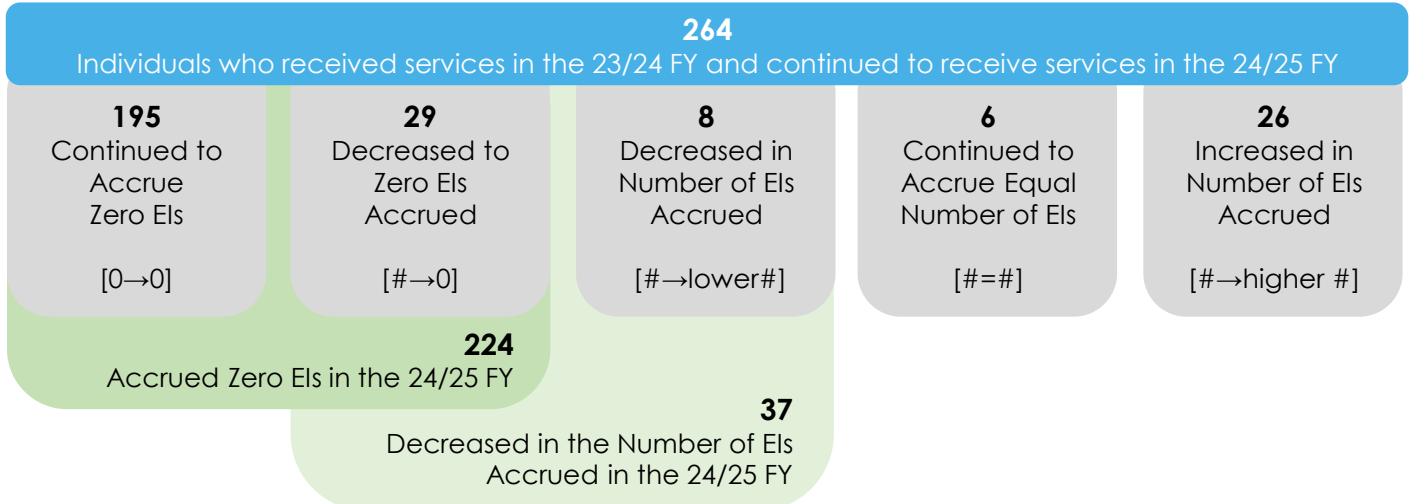 264
Individuals who received services in the 23/24 FY and continued to receive services in the 24/25 FY
195
Continued to
Accrue
Zero EIs
[0→0]
29
Decreased to
Zero EIs
Accrued
[#→0]
8
Decreased in
Number of EIs
Accrued
[#→lower#]
6
Continued to
Accrue Equal
Number of EIs
[#=#]
26
Increased in
Number of EIs
Accrued
[#→higher #]
224
Accrued Zero EIs in the 24/25 FY
37
Decreased in the Number of EIs
Accrued in the 24/25 FY